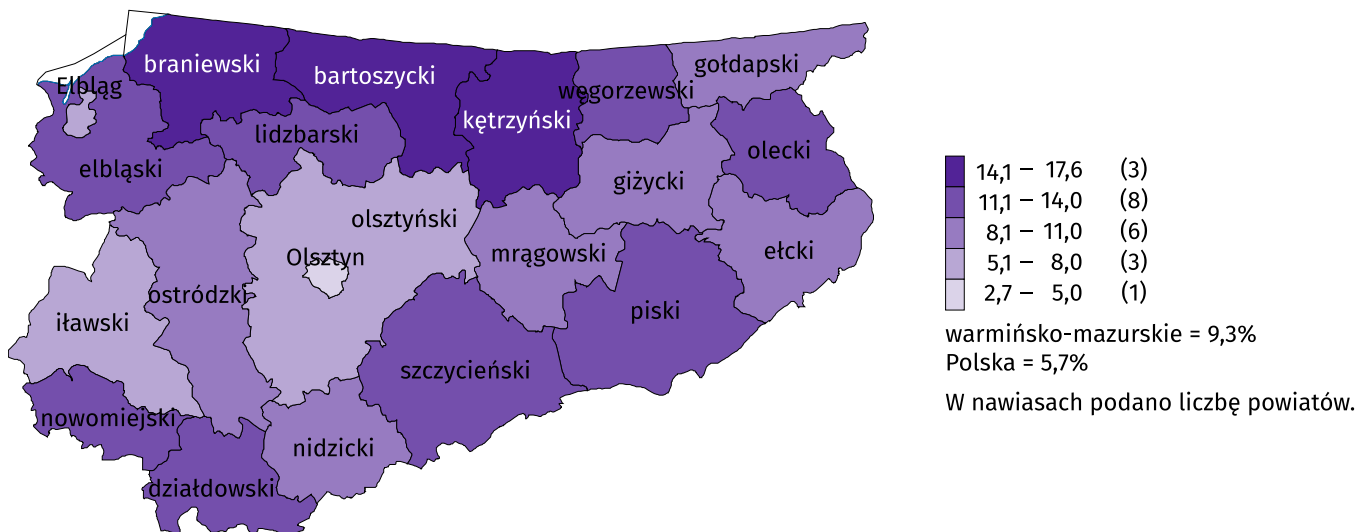 braniewski
bartoszycki
gołdapski
Elbląg
węgorzewski
kętrzyński
lidzbarski
olecki
elbląski
giżycki
olsztyński
mrągowski
ełcki
Olsztyn
ostródzki
piski
iławski
szczycieński
nowomiejski
nidzicki
działdowski
14,1 – 17,6 (3)
11,1 – 14,0 (8)
8,1 – 11,0 (6)
5,1 – 8,0 (3)
2,7 – 5,0 (1)
warmińsko-mazurskie = 9,3%
Polska = 5,7%
W nawiasach podano liczbę powiatów.